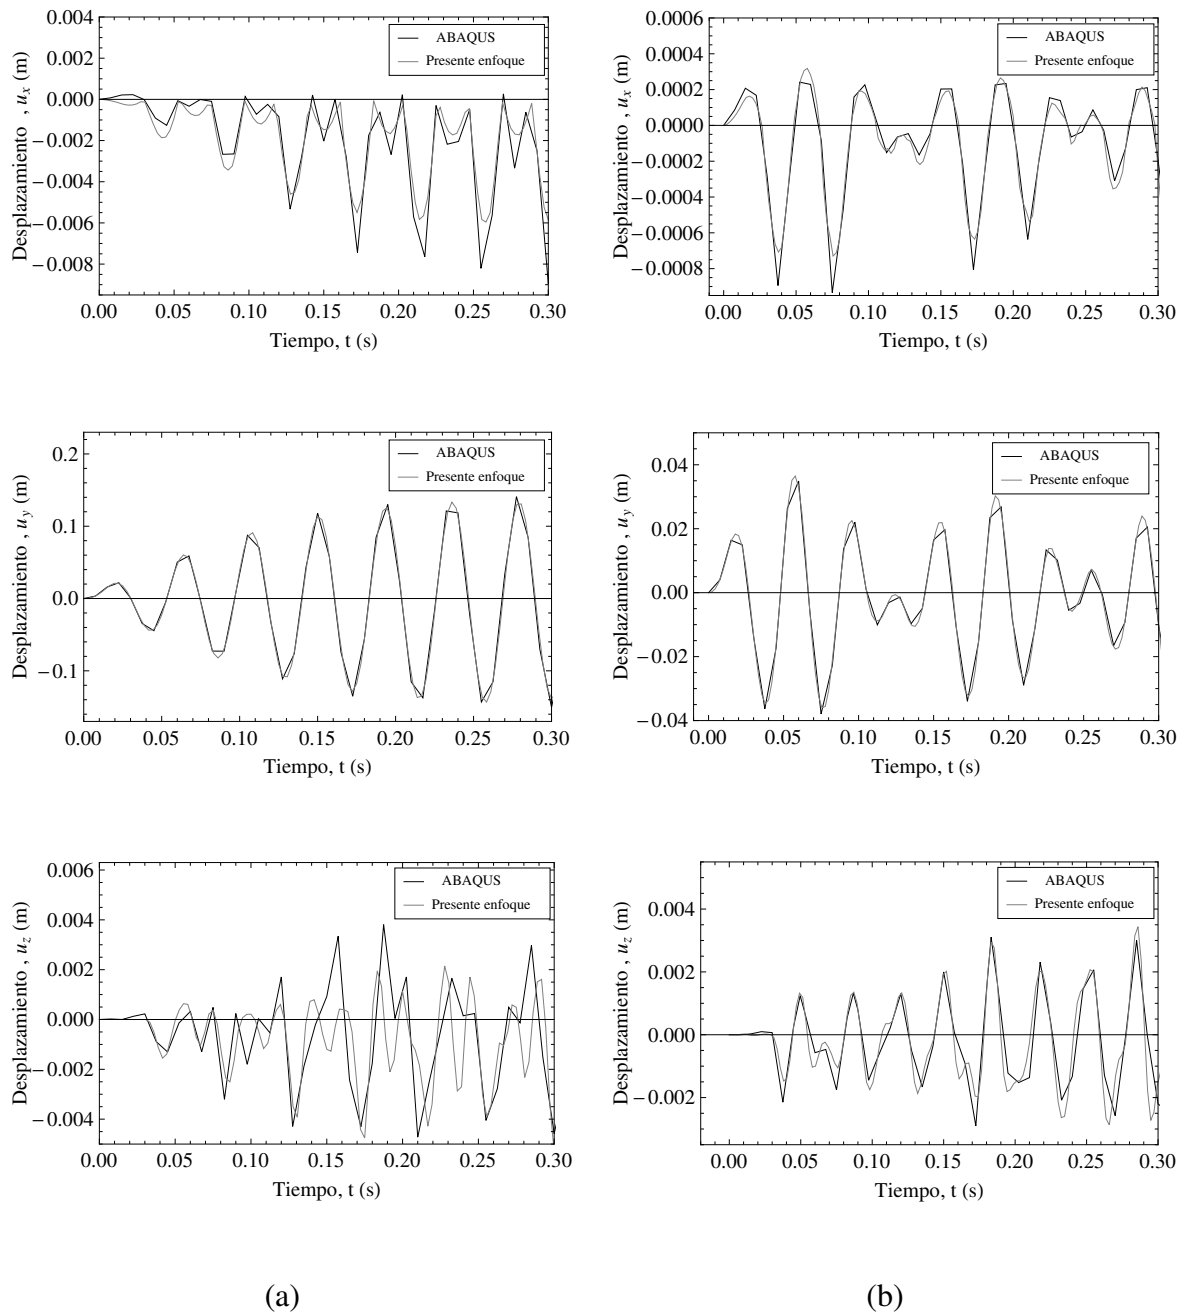 0.004
0.002
0.000
−0.002
−0.004
−0.006
−0.008
Desplazamiento , u_x (m)
ABAQUS
Presente enfoque
0.00 0.05 0.10 0.15 0.20 0.25 0.30
Tiempo, t (s)
0.0006
0.0004
0.0002
0.0000
−0.0002
−0.0004
−0.0006
−0.0008
Desplazamiento , u_x (m)
ABAQUS
Presente enfoque
0.00 0.05 0.10 0.15 0.20 0.25 0.30
Tiempo, t (s)
0.2
0.1
0.0
−0.1
Desplazamiento , u_y (m)
ABAQUS
Presente enfoque
0.00 0.05 0.10 0.15 0.20 0.25 0.30
Tiempo, t (s)
0.04
0.02
0.00
−0.02
−0.04
Desplazamiento , u_y (m)
ABAQUS
Presente enfoque
0.00 0.05 0.10 0.15 0.20 0.25 0.30
Tiempo, t (s)
0.006
0.004
0.002
0.000
−0.002
−0.004
Desplazamiento , u_z (m)
ABAQUS
Presente enfoque
0.00 0.05 0.10 0.15 0.20 0.25 0.30
Tiempo, t (s)
0.004
0.002
0.000
−0.002
Desplazamiento , u_z (m)
ABAQUS
Presente enfoque
0.00 0.05 0.10 0.15 0.20 0.25 0.30
Tiempo, t (s)
(a)
(b)